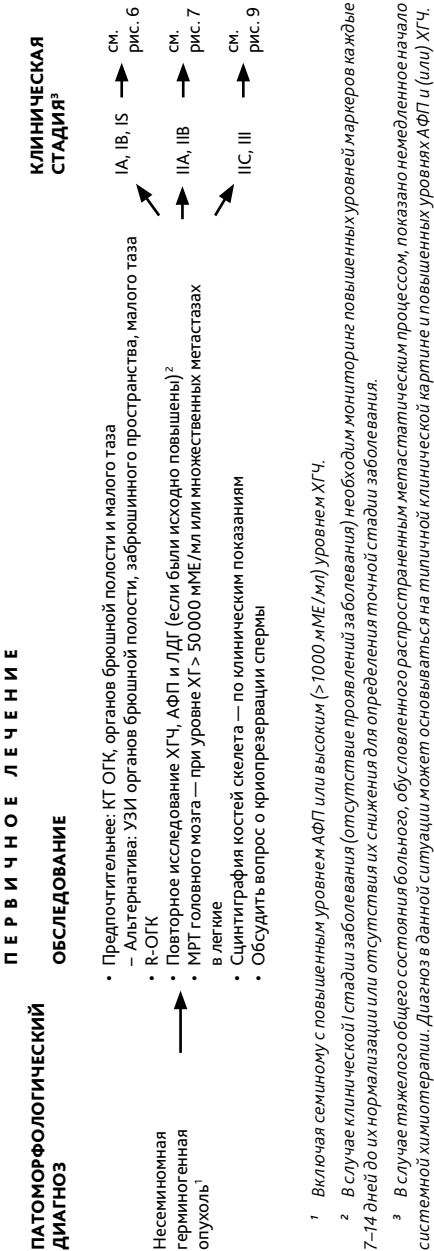 ПЕРВИЧНОЕ ЛЕЧЕНИЕ
ПАТОМОРФОЛОГИЧЕСКИЙ
ДИАГНОЗ
ОБСЛЕДОВАНИЕ
КЛИНИЧЕСКАЯ
СТАДИЯ³
Несеминомная
герминогенная
опухоль¹
• Предпочтительнее: КТ ОГК, органов брюшной полости и малого таза
– Альтернатива: УЗИ органов брюшной полости, забрюшинного пространства, малого таза
• R-ОГК
• Повторное исследование ХГЧ, АФП и ЛДГ (если были исходно повышены) ²
• МРТ головного мозга — при уровне ХГ> 50 000 мМЕ/мл или множественных метастазах
в легкие
• Сцинтиграфия костей скелета — по клиническим показаниям
• Обсудить вопрос о криопрезервации спермы
IA, IB, IS
см.
рис. 6
IIA, IIB
см.
рис. 7
IIC, III
см.
рис. 9
¹ Включая семиному с повышенным уровнем АФП или высоким (>1000 мМЕ/мл) уровнем ХГЧ.
² В случае клинической I стадии заболевания (отсутствие проявлений заболевания) необходим мониторинг повышенных уровней маркеров каждые
7–14 дней до их нормализации или отсутствия их снижения для определения точной стадии заболевания.
³ В случае тяжелого общего состояния больного, обусловленного распространенным метастатическим процессом, показано немедленное начало
системной химиотерапии. Диагноз в данной ситуации может основываться на типичной клинической картине и повышенных уровнях АФП и (или) ХГЧ.